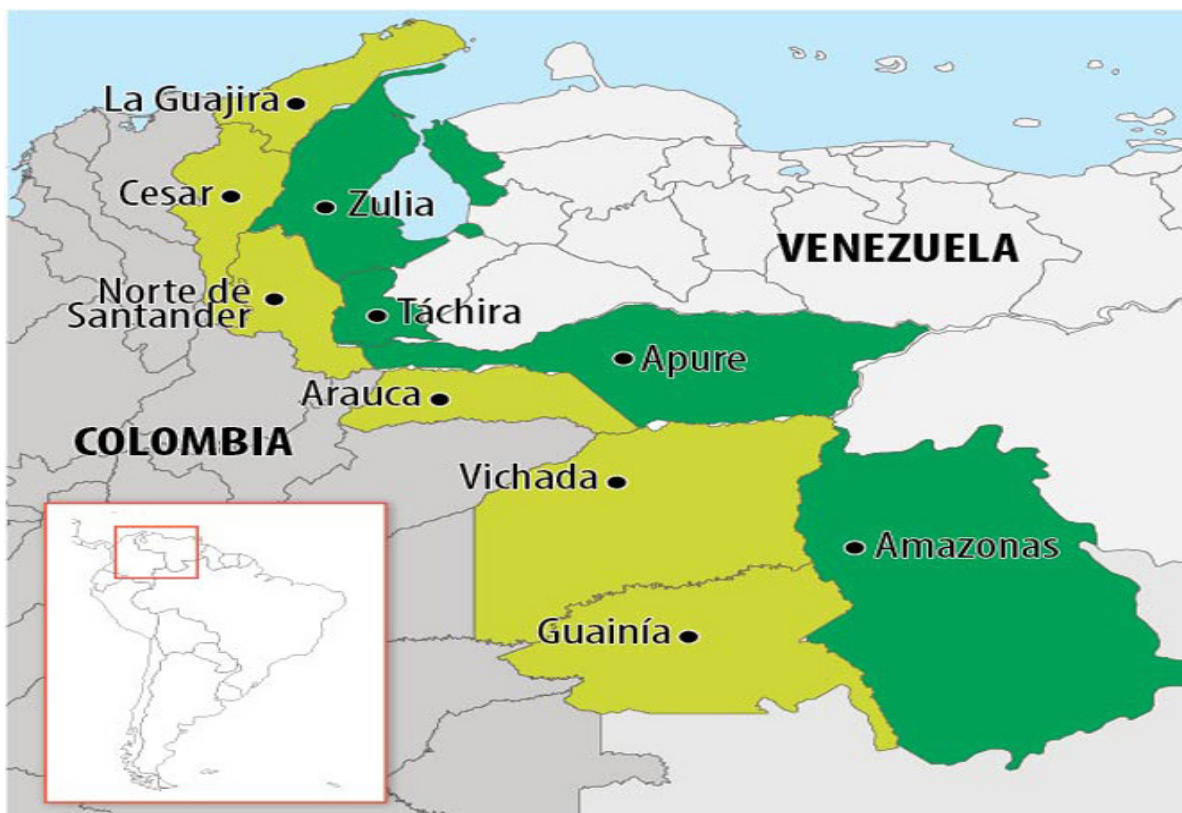 La Guajira
Cesar
Zulia
VENEZUELA
Norte de
Santander
Táchira
Apure
Arauca
COLOMBIA
Vichada
Amazonas
Guainía